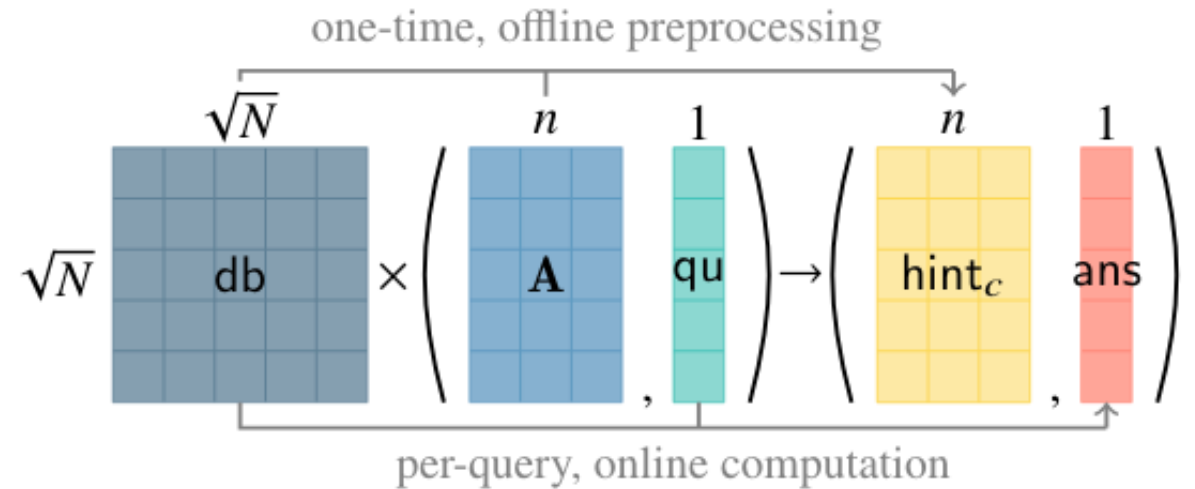 one-time, offline preprocessing
√N n 1 n 1
√N db × ( A , qu ) → ( hint_c , ans )
per-query, online computation